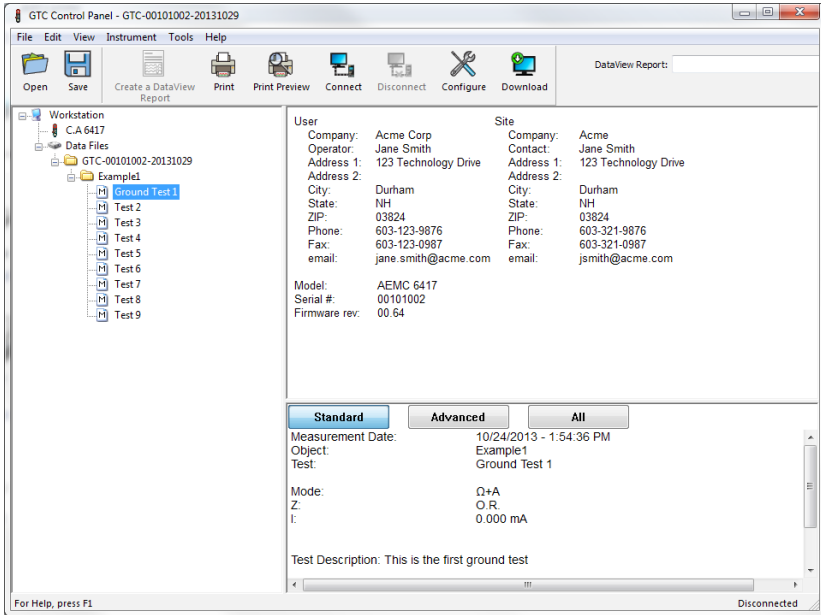 GTC Control Panel - GTC-00101002-20131029
File Edit View Instrument Tools Help
Open Save Create a DataView Report Print Print Preview Connect Disconnect Configure Download DataView Report:
Workstation
C.A 6417
Data Files
GTC-00101002-20131029
Example1
Ground Test 1
Test 2
Test 3
Test 4
Test 5
Test 6
Test 7
Test 8
Test 9
User Site
Company: Acme Corp Company: Acme
Operator: Jane Smith Contact: Jane Smith
Address 1: 123 Technology Drive Address 1: 123 Technology Drive
Address 2: Address 2:
City: Durham City: Durham
State: NH State: NH
ZIP: 03824 ZIP: 03824
Phone: 603-123-9876 Phone: 603-321-9876
Fax: 603-123-0987 Fax: 603-321-0987
email: jane.smith@acme.com email: jsmith@acme.com
Model: AEMC 6417
Serial #: 00101002
Firmware rev: 00.64
Standard Advanced All
Measurement Date: 10/24/2013 - 1:54:36 PM
Object: Example1
Test: Ground Test 1
Mode: Ω+A
Z: O.R.
I: 0.000 mA
Test Description: This is the first ground test
For Help, press F1 Disconnected